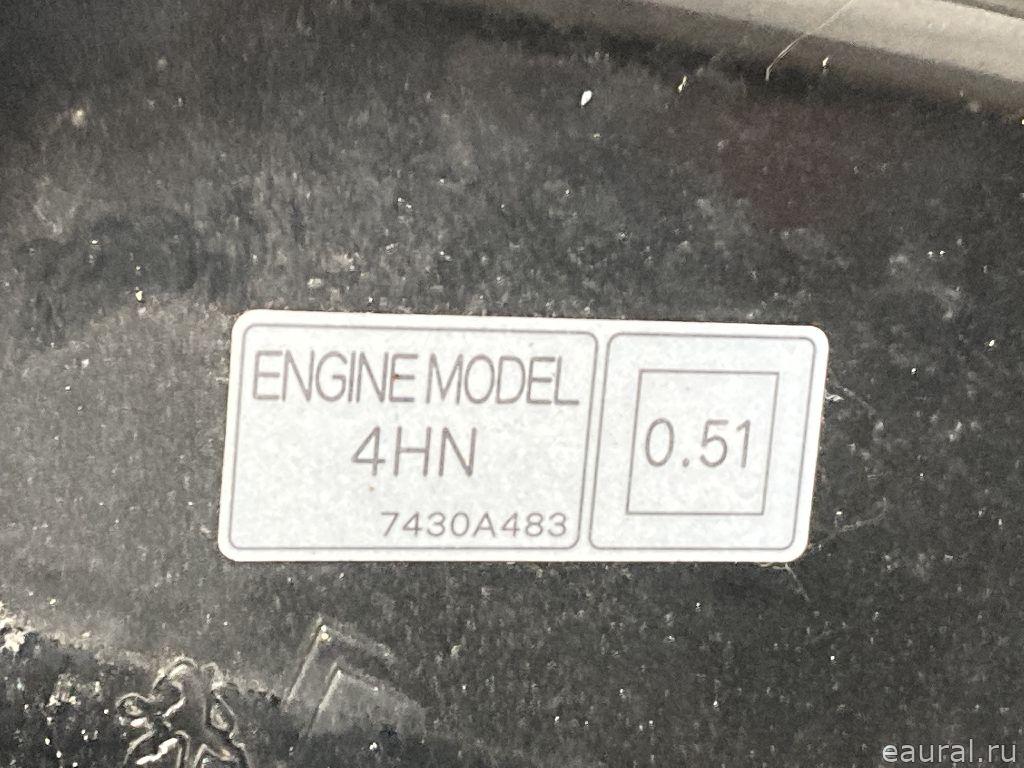 ENGINE MODEL
4HN
7430A483
0.51
eaural.ru